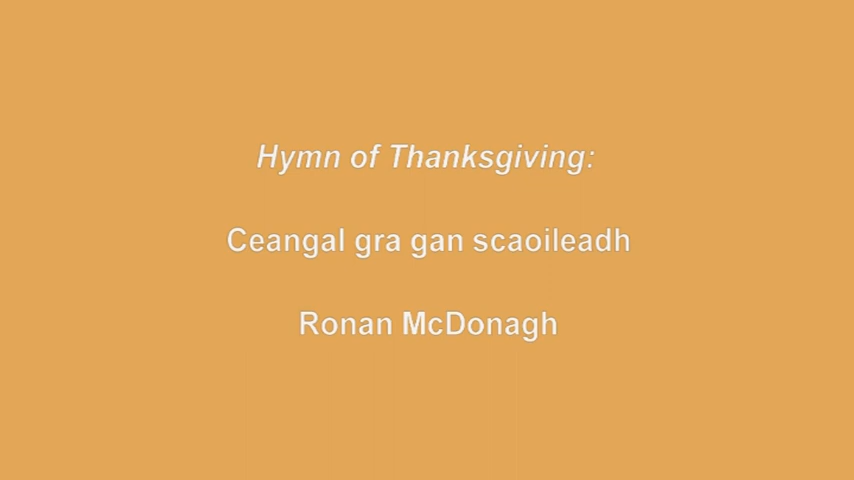 Hymn of Thanksgiving:
Ceangal gra gan scaoileadh
Ronan McDonagh